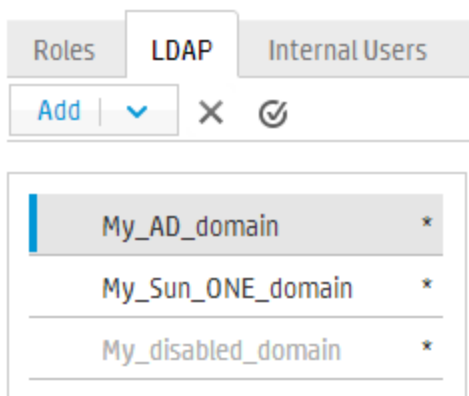 Roles LDAP Internal Users
Add
My_AD_domain *
My_Sun_ONE_domain *
My_disabled_domain *